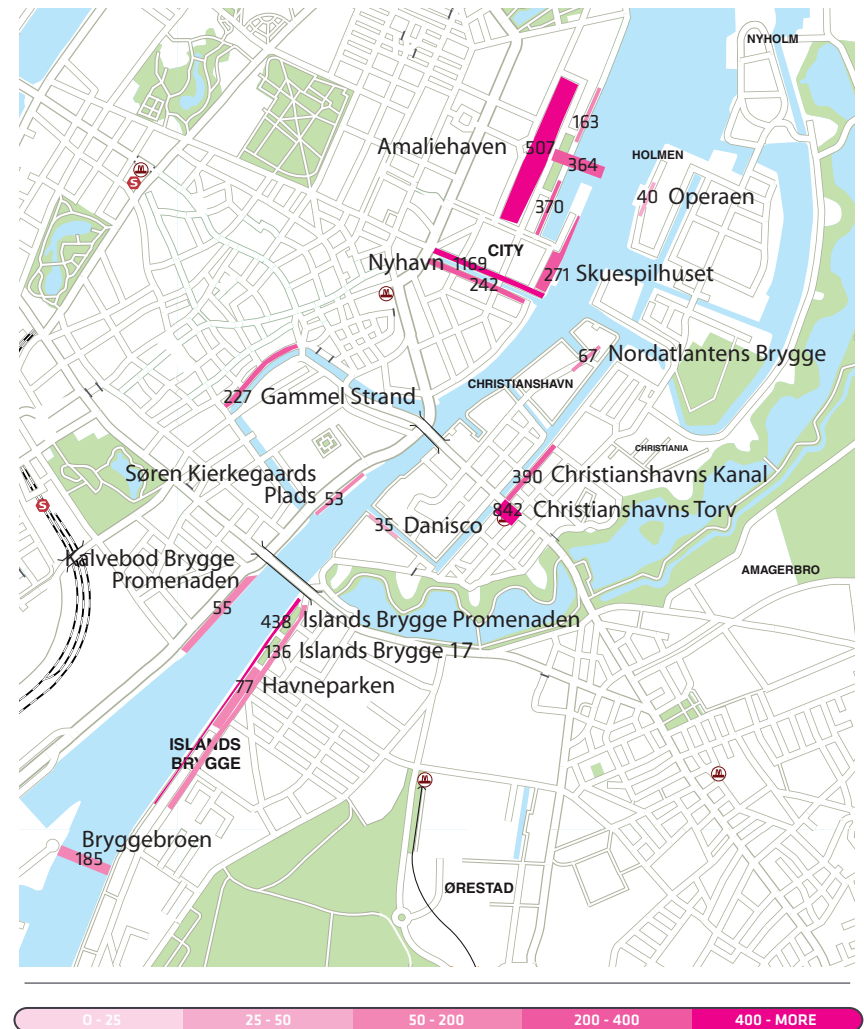 NYHOLM
163
Amaliehaven 507
HOLMEN
364
40 Operaen
370
CITY
Nyhavn 1169
271 Skuespilhuset
242
67 Nordatlantens Brygge
CHRISTIANSHAVN
227 Gammel Strand
CHRISTIANIA
Søren Kierkegaards
Plads 53
390 Christianshavns Kanal
842 Christianshavns Torv
35 Danisco
Kalvebod Brygge
Promenaden
AMAGERBRO
55
438 Islands Brygge Promenaden
136 Islands Brygge 17
77 Havneparken
ISLANDS
BRYGGE
Bryggebroen
185
ØRESTAD
0 - 25 25 - 50 50 - 200 200 - 400 400 - MORE
S
S
M
M
M
M
M